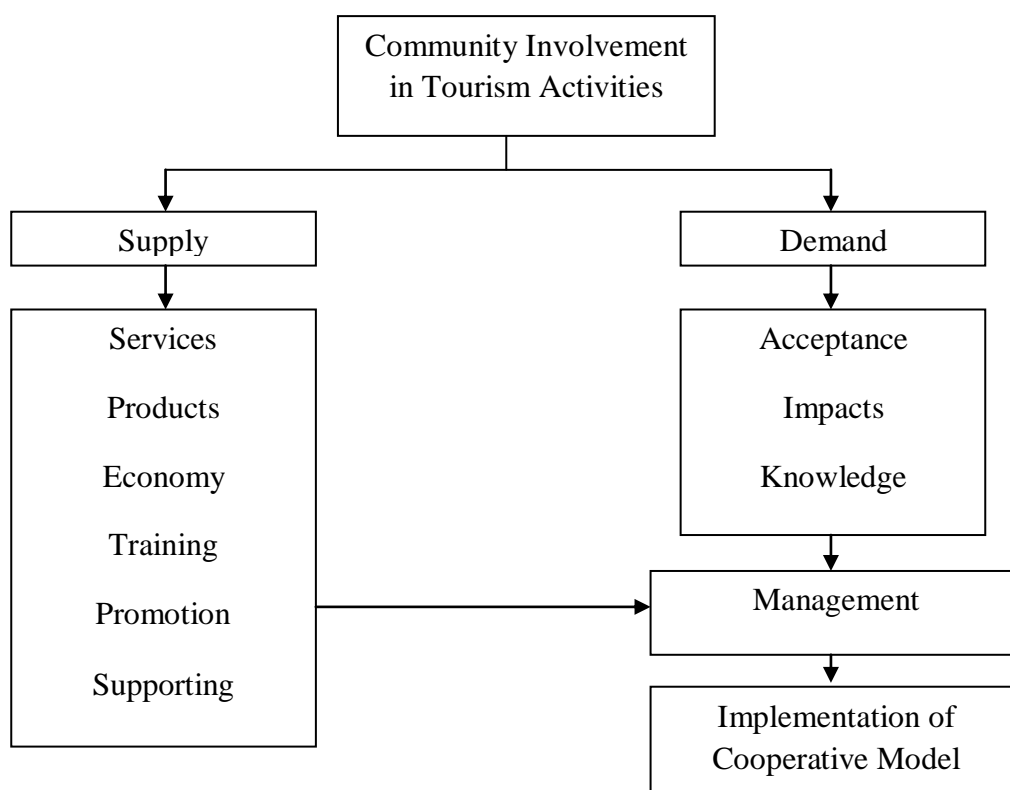 Community Involvement
in Tourism Activities
Supply
Demand
Services
Products
Economy
Training
Promotion
Supporting
Acceptance
Impacts
Knowledge
Management
Implementation of
Cooperative Model